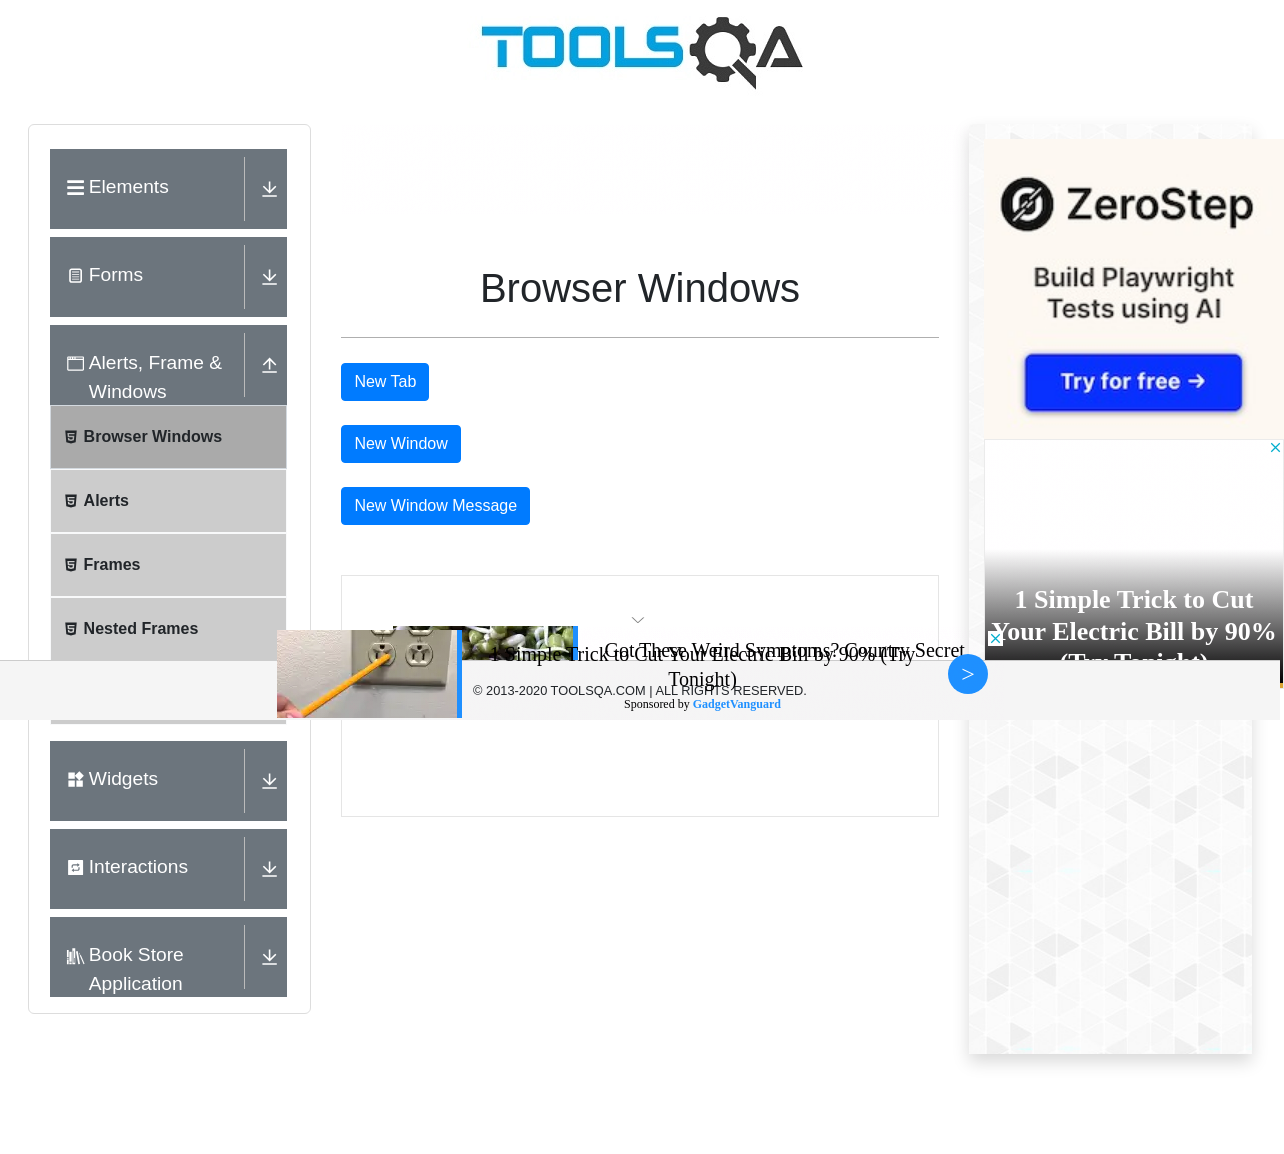 TOOLSQA
Elements
Forms
Alerts, Frame &
Windows
Browser Windows
Alerts
Frames
Nested Frames
Widgets
Interactions
Book Store
Application
Browser Windows
New Tab
New Window
New Window Message
Got These Weird Symptoms? Country Secret
1 Simple Trick to Cut Your Electric Bill by 90% (Try
Tonight)
© 2013-2020 TOOLSQA.COM | ALL RIGHTS RESERVED.
Sponsored by GadgetVanguard
>
ZeroStep
Build Playwright
Tests using AI
Try for free →
1 Simple Trick to Cut
Your Electric Bill by 90%
(Try Tonight)